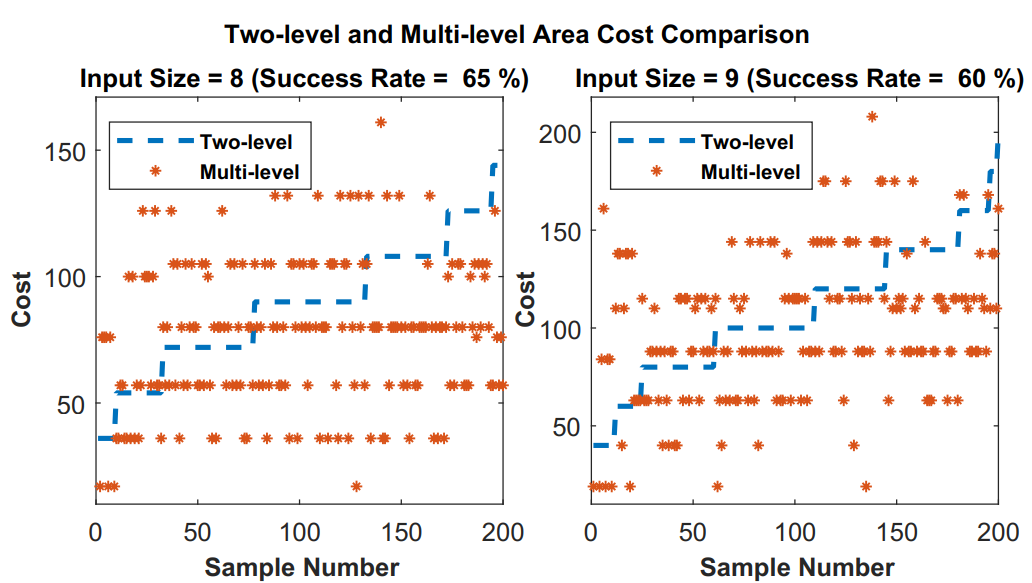 Two-level and Multi-level Area Cost Comparison
Input Size = 8 (Success Rate =  65 %)
Cost
150
100
50
Two-level
Multi-level
0
50
100
150
200
Sample Number
Input Size = 9 (Success Rate =  60 %)
Cost
200
150
100
50
Two-level
Multi-level
0
50
100
150
200
Sample Number